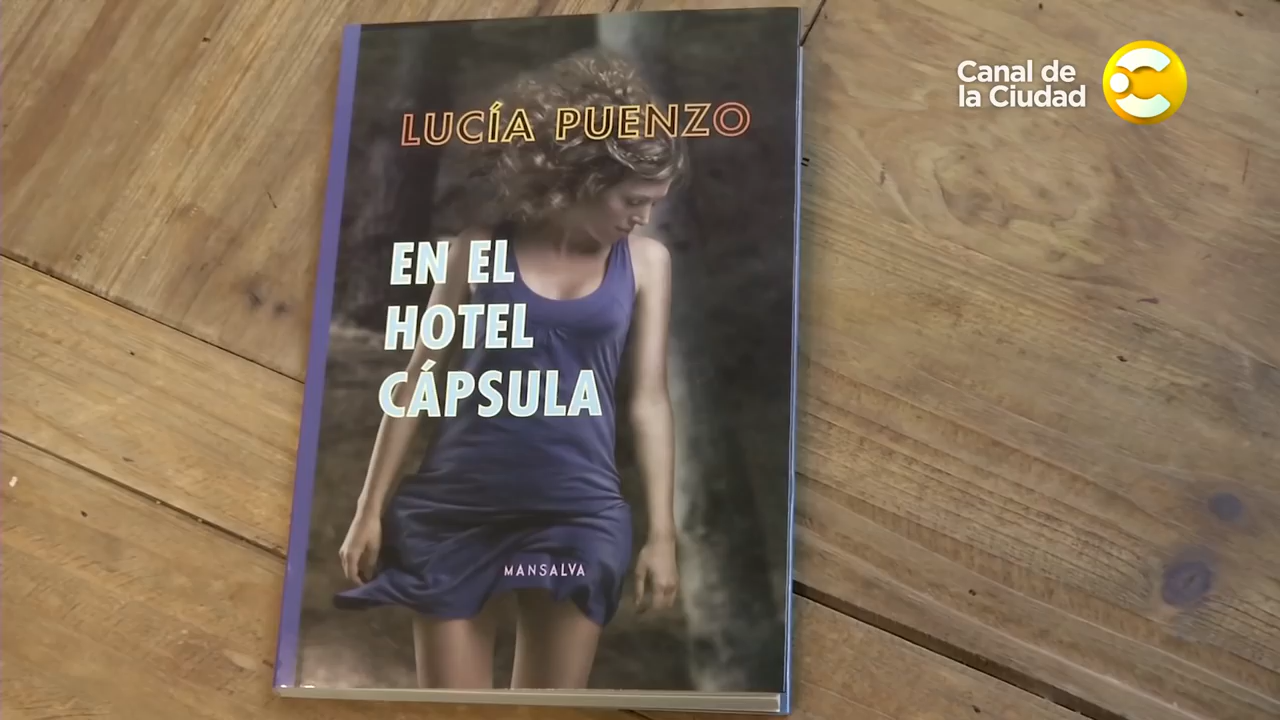 LUCÍA PUENZO
EN EL
HOTEL
CÁPSULA
MANSALVA
Canal de
la Ciudad